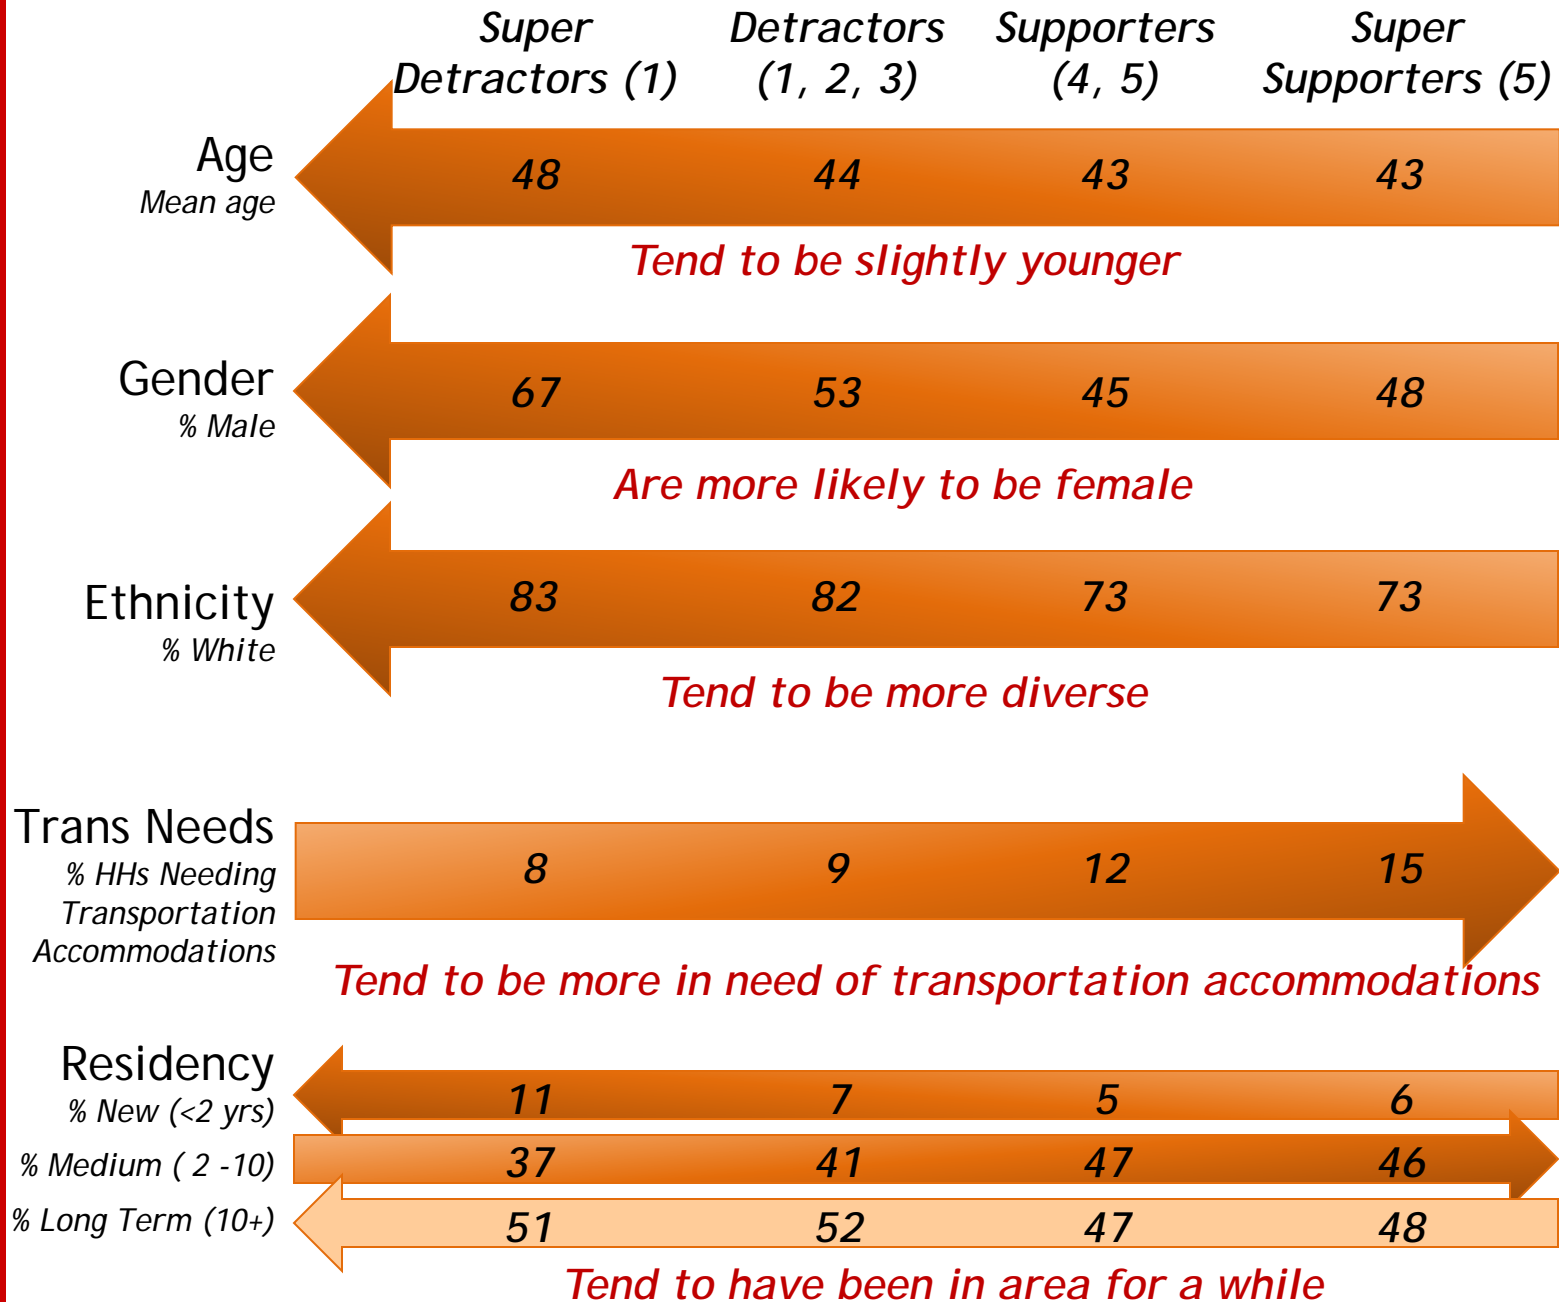 Super Detractors Supporters Super
Detractors (1) (1, 2, 3) (4, 5) Supporters (5)
Age
Mean age
48 44 43 43
Tend to be slightly younger
Gender
% Male
67 53 45 48
Are more likely to be female
Ethnicity
% White
83 82 73 73
Tend to be more diverse
Trans Needs
% HHs Needing
Transportation
Accommodations
8 9 12 15
Tend to be more in need of transportation accommodations
Residency
% New (<2 yrs) 11 7 5 6
% Medium ( 2 -10) 37 41 47 46
% Long Term (10+) 51 52 47 48
Tend to have been in area for a while